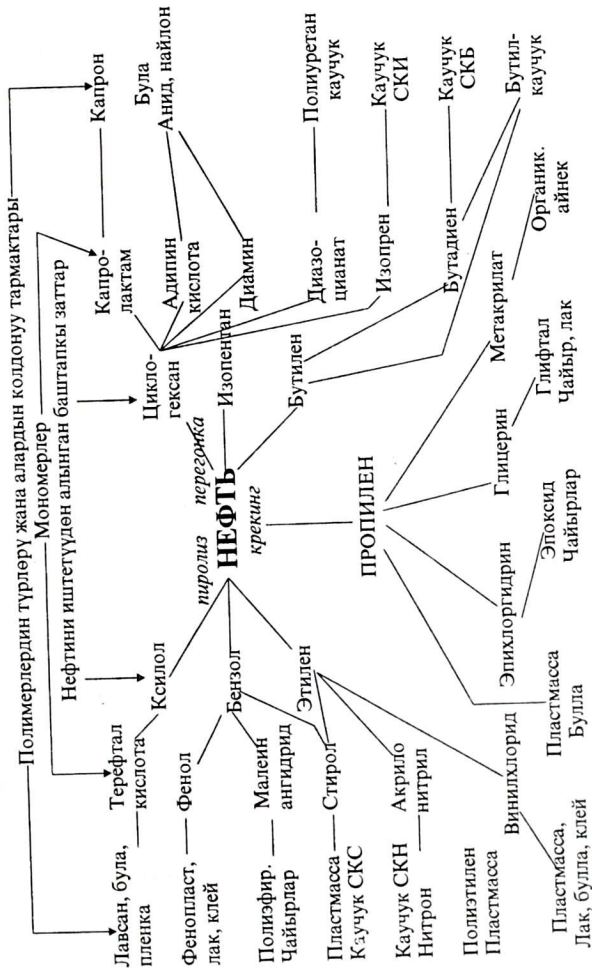 Полимерлердин түрлөрү жана алардын колдонуу тармактары
Мономерлер
Нефтини иштетүүдөн алынган баштапкы заттар
Лавсан, була,
пленка
Терефтал
кислота
Ксилол
пиролиз
перегонка
НЕФТЬ
крекинг
Цикло-
гексан
Капро-
лактам
Капрон
Адипин
кислота
Була
Анид, найлон
Диамин
Изопентан
Диазо-
цианат
Полиуретан
каучук
Изопрен
Каучук
СКИ
Бутилен
Бутадиен
Каучук
СКБ
Бутил-
каучук
Фенопласт,
лак, клей
Фенол
Бензол
Полиэфир.
Чайырлар
Малеин
ангидрид
Этилен
Пластмасса
Каучук СКС
Стирол
Каучук СКН
Нитрон
Акрило
нитрил
Полиэтилен
Пластмасса
Винилхлорид
Пластмасса,
Лак, булла, клей
ПРОПИЛЕН
Пластмасса
Булла
Эпихлоргидрин
Эпоксид
Чайырлар
Глицерин
Глифтал
Чайыр, лак
Метакрилат
Органик.
айнек